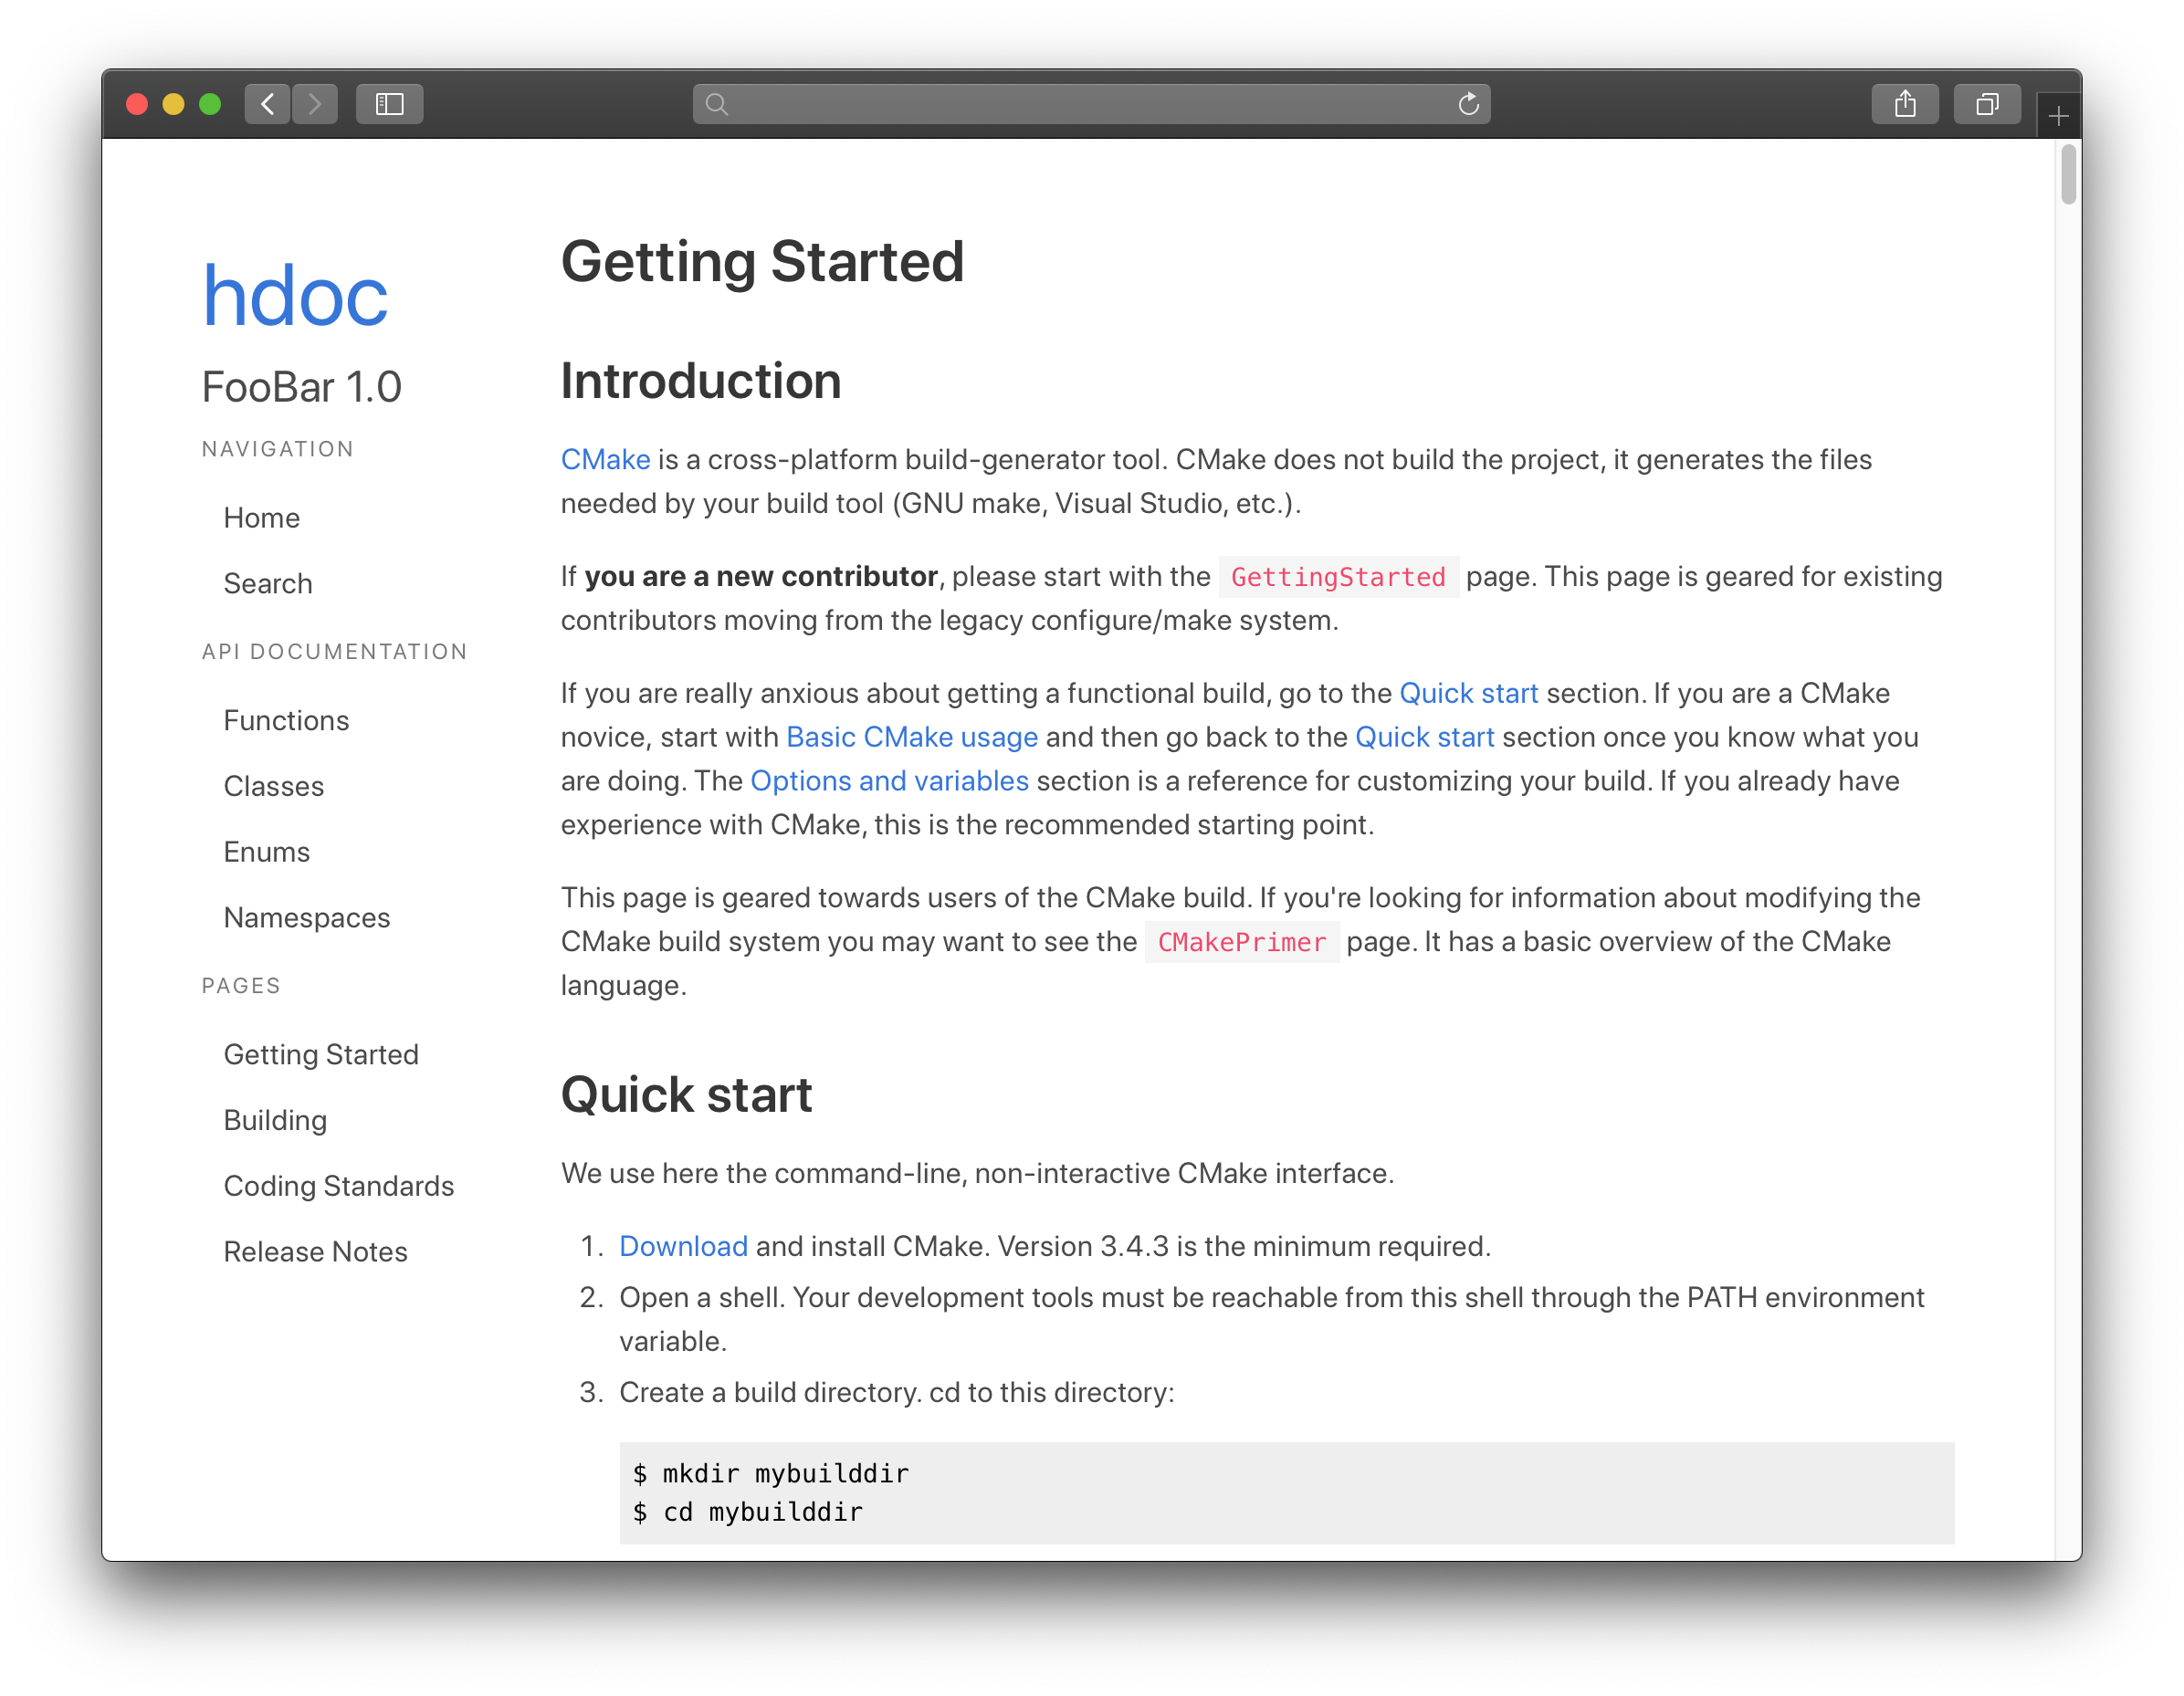 hdoc
FooBar 1.0
NAVIGATION
Home
Search
API DOCUMENTATION
Functions
Classes
Enums
Namespaces
PAGES
Getting Started
Building
Coding Standards
Release Notes
Getting Started
Introduction
CMake is a cross-platform build-generator tool. CMake does not build the project, it generates the files
needed by your build tool (GNU make, Visual Studio, etc.).
If you are a new contributor, please start with the GettingStarted page. This page is geared for existing
contributors moving from the legacy configure/make system.
If you are really anxious about getting a functional build, go to the Quick start section. If you are a CMake
novice, start with Basic CMake usage and then go back to the Quick start section once you know what you
are doing. The Options and variables section is a reference for customizing your build. If you already have
experience with CMake, this is the recommended starting point.
This page is geared towards users of the CMake build. If you're looking for information about modifying the
CMake build system you may want to see the CMakePrimer page. It has a basic overview of the CMake
language.
Quick start
We use here the command-line, non-interactive CMake interface.
1. Download and install CMake. Version 3.4.3 is the minimum required.
2. Open a shell. Your development tools must be reachable from this shell through the PATH environment
variable.
3. Create a build directory. cd to this directory:
$ mkdir mybuilddir
$ cd mybuilddir